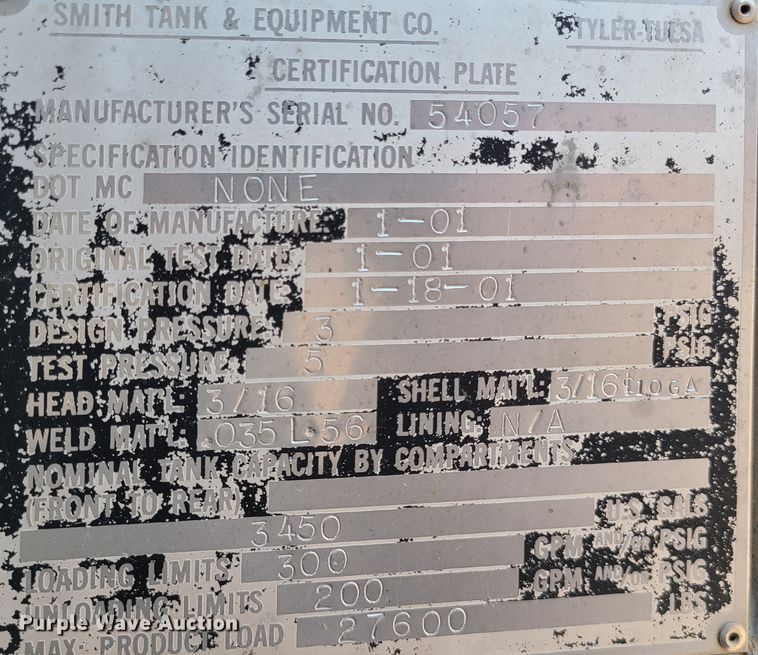 SMITH TANK & EQUIPMENT CO. TYLER-TULSA
CERTIFICATION PLATE
MANUFACTURER'S SERIAL NO. 54057
SPECIFICATION IDENTIFICATION
DOT MC NONE
DATE OF MANUFACTURE 1-01
ORIGINAL TEST DATE 1-01
CERTIFICATION DATE 1-18-01
DESIGN PRESSURE 3 PSIG
TEST PRESSURE 5 PSIG
HEAD MAT'L. 3/16 SHELL MAT'L. 3/16 & 10GA
WELD MAT'L. .035 L-56 LINING N/A
NOMINAL TANK CAPACITY BY COMPARTMENTS
(FRONT TO REAR)
3450 U.S. GALS
LOADING LIMITS 300 GPM AND/OR PSIG
UNLOADING LIMITS 200 GPM AND/OR PSIG
MAX. PRODUCT LOAD 27600 LBS
Purple Wave Auction